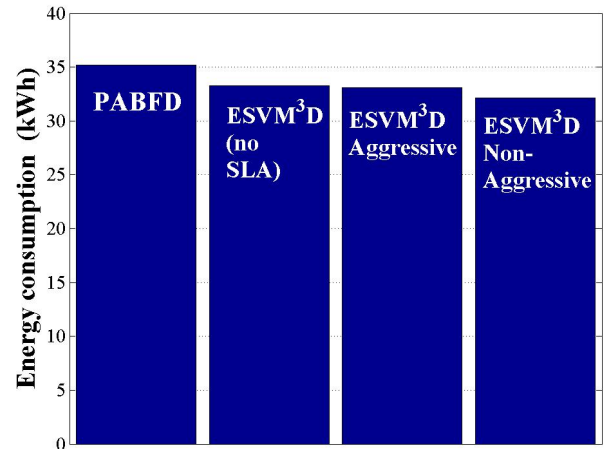 Energy consumption (kWh)
40
35
30
25
20
15
10
5
0
PABFD
ESVM³D
(no
SLA)
ESVM³D
Aggressive
ESVM³D
Non-
Aggressive